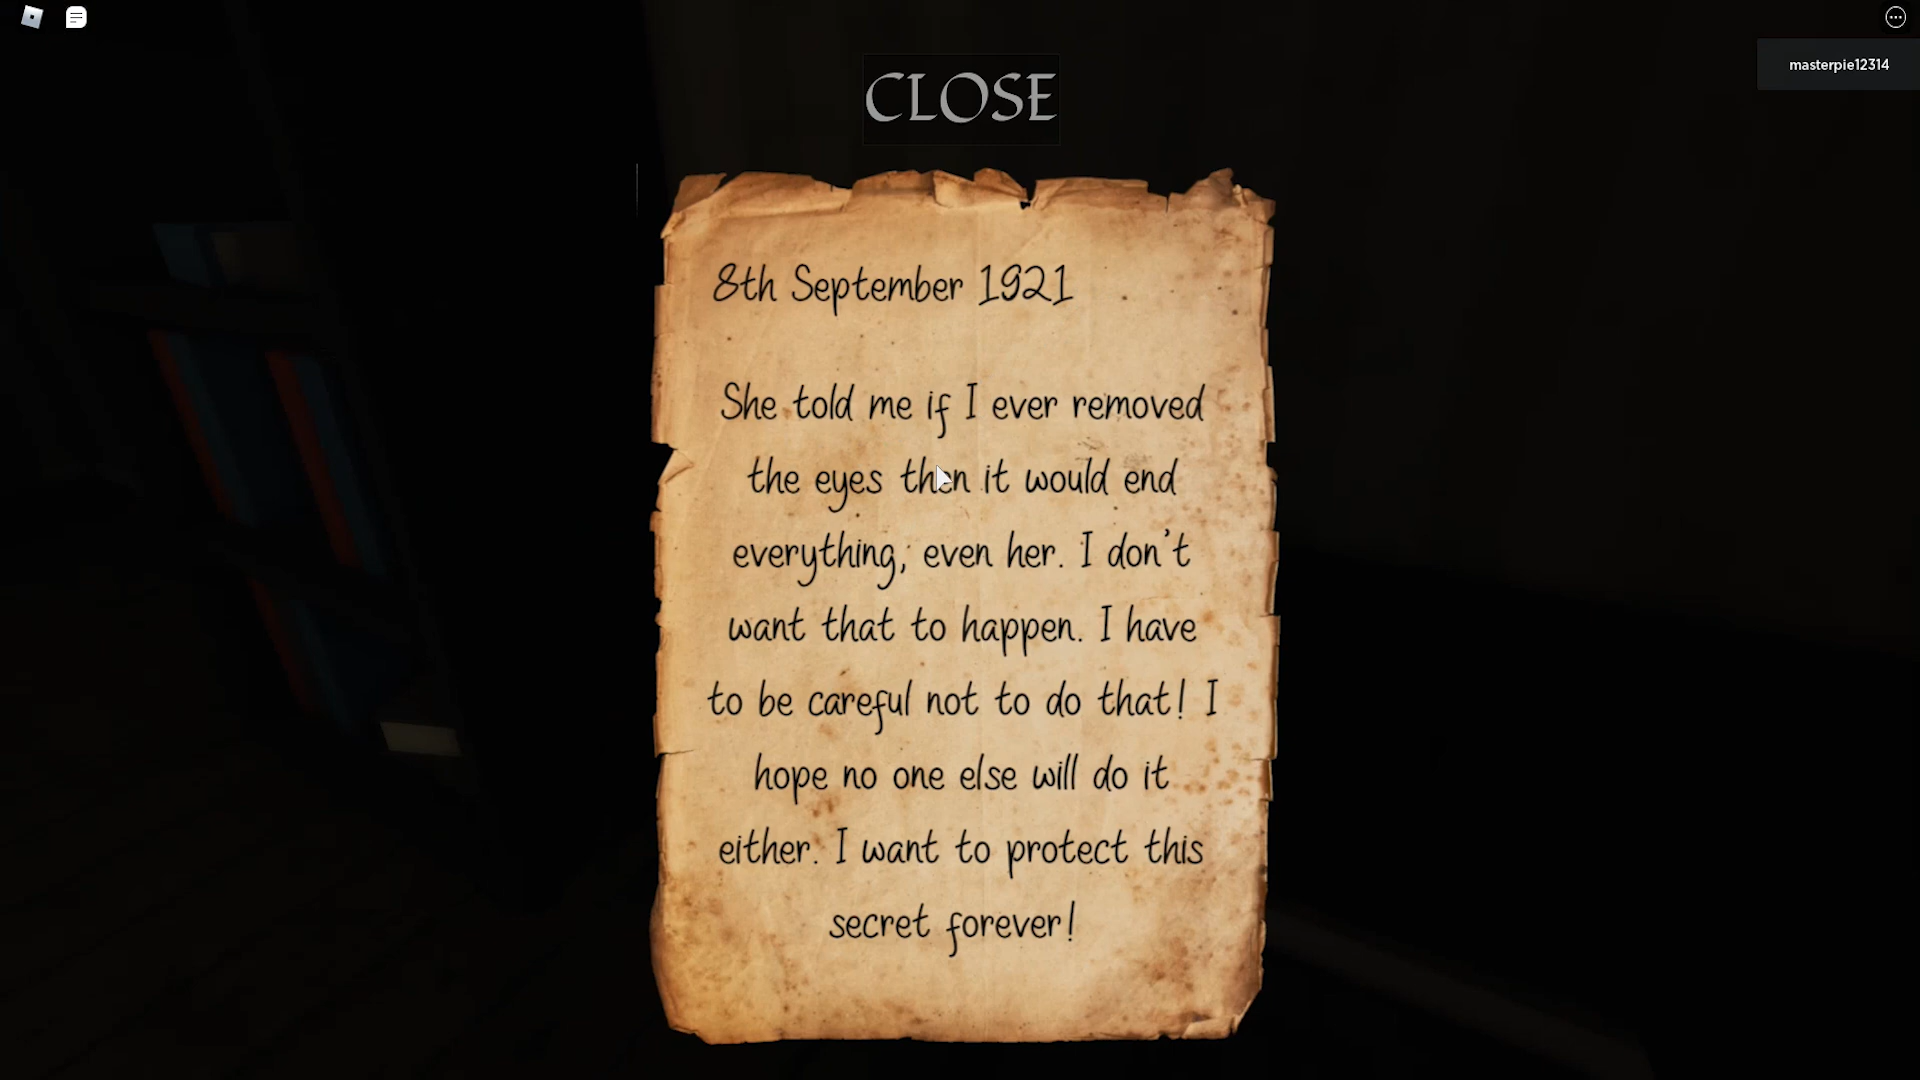 CLOSE
masterpie12314
8th September 1921
She told me if I ever removed
the eyes then it would end
everything, even her. I don't
want that to happen. I have
to be careful not to do that! I
hope no one else will do it
either. I want to protect this
secret forever!